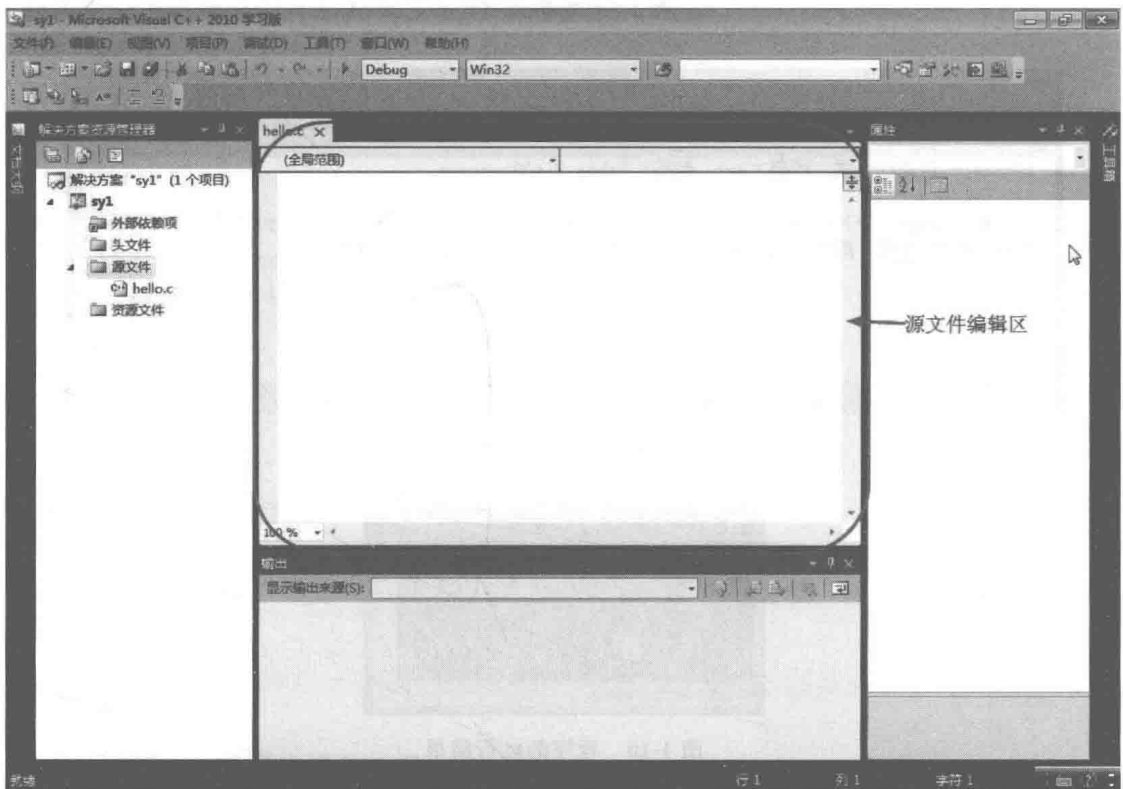 sy1 - Microsoft Visual C++ 2010 学习版
文件(F) 编辑(E) 视图(V) 项目(P) 调试(D) 工具(T) 窗口(W) 帮助(H)
Debug
Win32
解决方案资源管理器
解决方案 "sy1" (1 个项目)
sy1
外部依赖项
头文件
源文件
hello.c
资源文件
hello.c
(全局范围)
100 %
输出
显示输出来源(S):
属性
工具箱
源文件编辑区
就绪
行 1
列 1
字符 1